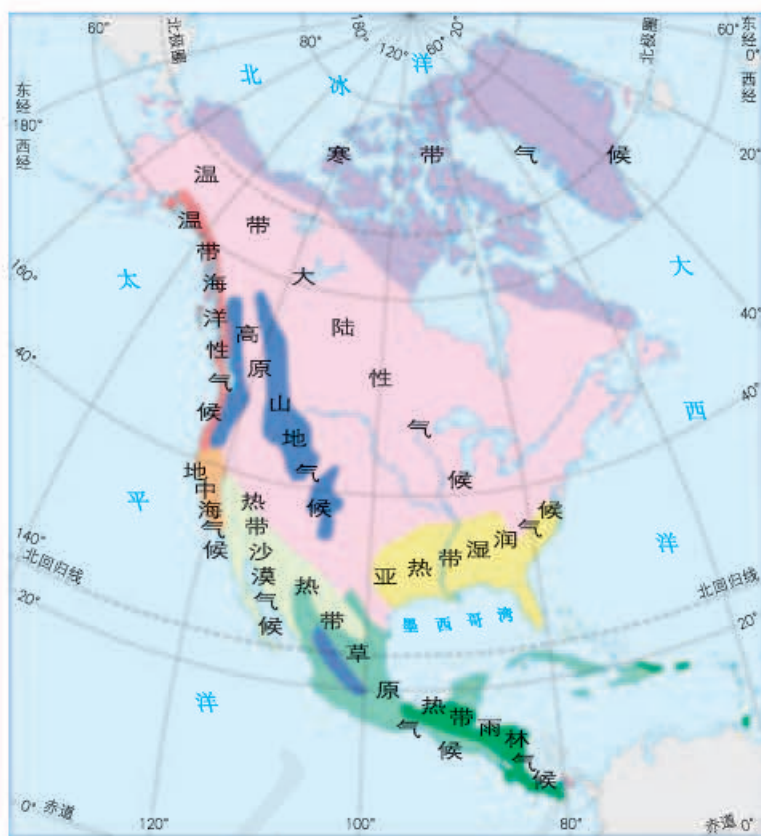 60°
北极圈
80°
120°
60°
20°
北极圈
60°
东经
0°
西经
20°
东经
180°
西经
北冰洋
寒带气候
温带大陆性气候
温带海洋性气候
高原山地气候
地中海气候
热带沙漠气候
热带草原气候
热带雨林气候
亚热带湿润气候
墨西哥湾
太平洋
大西洋
160°
40°
140°
北回归线
20°
40°
40°
北回归线
20°
0°
赤道
120°
100°
80°
赤道
0°